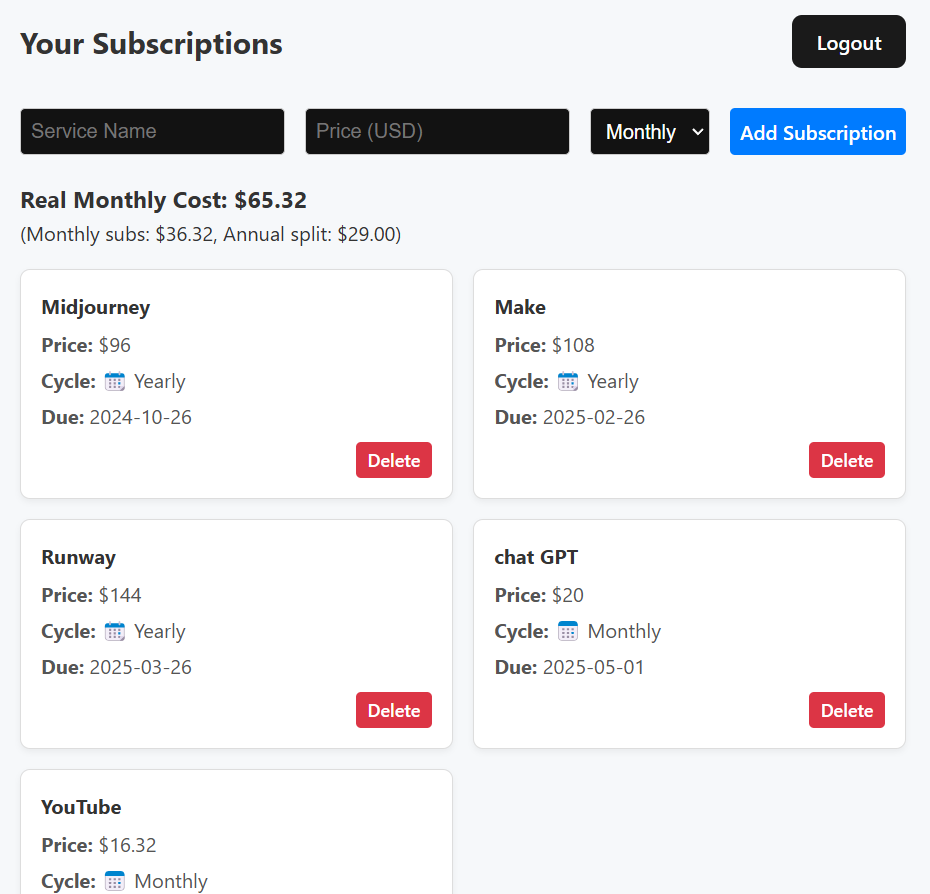 Your Subscriptions
Logout
Service Name
Price (USD)
Monthly
Add Subscription
Real Monthly Cost: $65.32
(Monthly subs: $36.32, Annual split: $29.00)
Midjourney
Price: $96
Cycle: Yearly
Due: 2024-10-26
Delete
Make
Price: $108
Cycle: Yearly
Due: 2025-02-26
Delete
Runway
Price: $144
Cycle: Yearly
Due: 2025-03-26
Delete
chat GPT
Price: $20
Cycle: Monthly
Due: 2025-05-01
Delete
YouTube
Price: $16.32
Cycle: Monthly